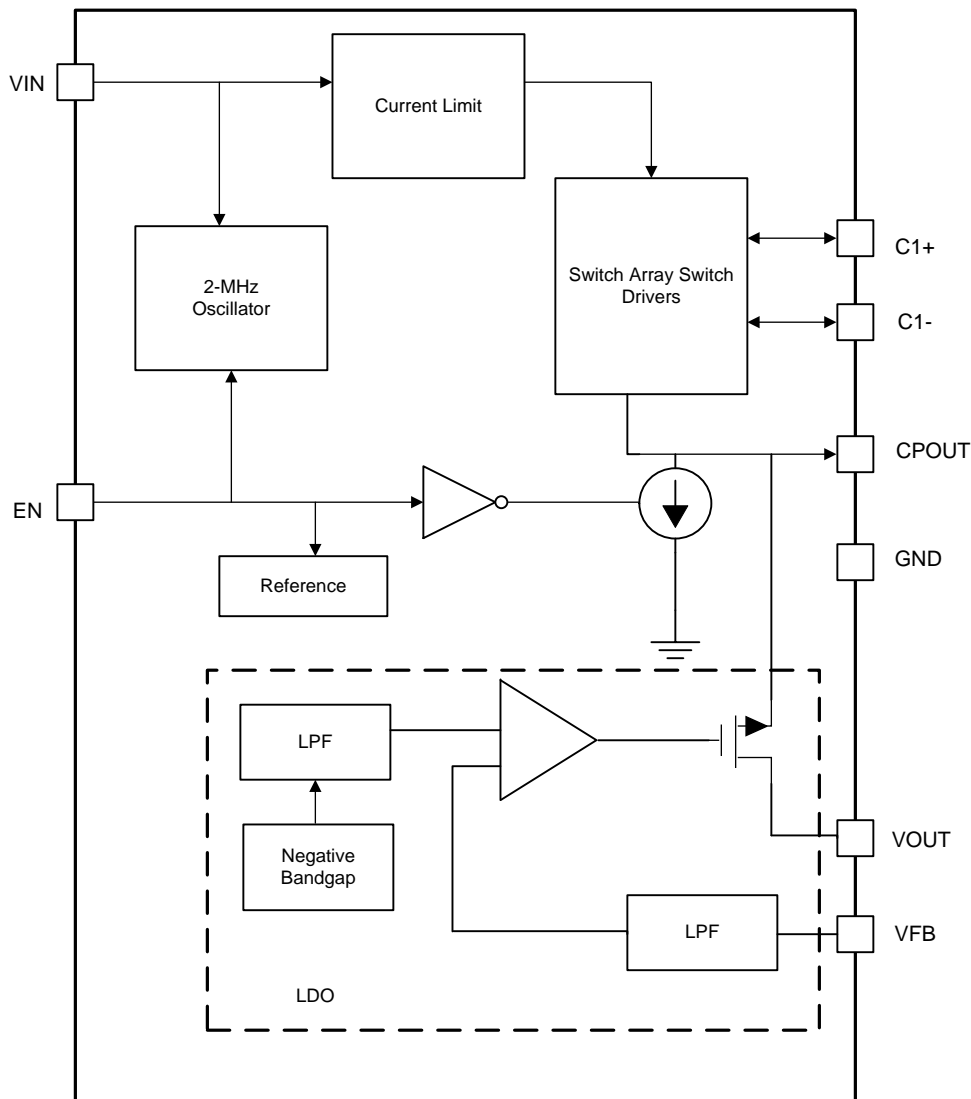 VIN
Current Limit
2-MHz
Oscillator
Switch Array Switch
Drivers
C1+
C1-
CPOUT
EN
GND
Reference
LPF
Negative
Bandgap
VOUT
LPF
VFB
LDO